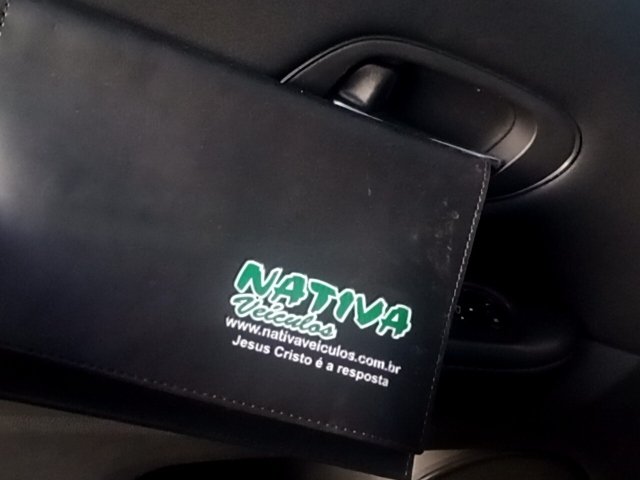 NATIVA
Veículos
www.nativaveiculos.com.br
Jesus Cristo é a resposta